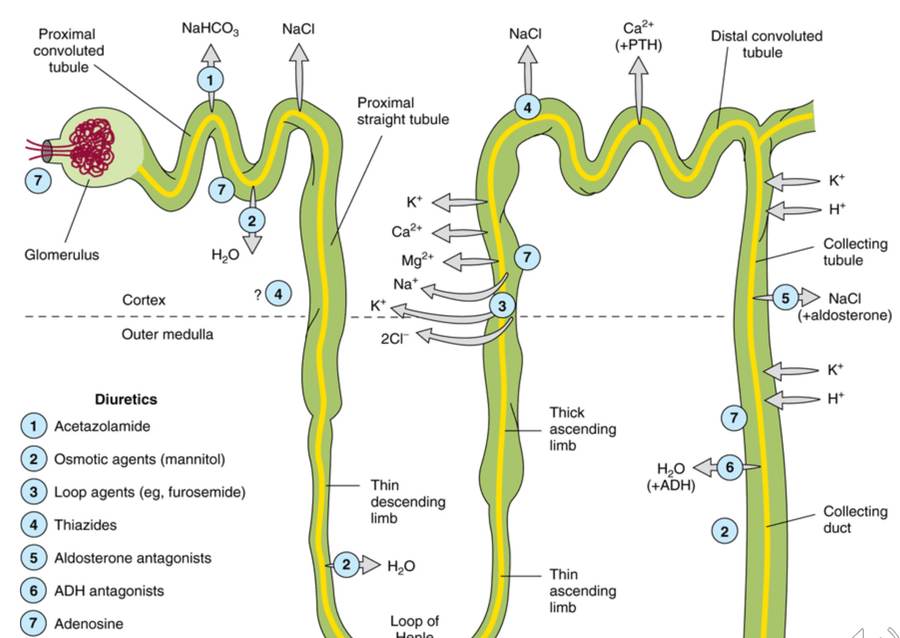 Proximal
convoluted
tubule
NaHCO₃
NaCl
1
Proximal
straight tubule
7
7
2
H₂O
Glomerulus
? 4
Cortex
Outer medulla
NaCl
4
Ca²⁺
(+PTH)
Distal convoluted
tubule
K⁺
Ca²⁺
Mg²⁺
Na⁺
K⁺
2Cl⁻
7
3
K⁺
H⁺
Collecting
tubule
5
NaCl
(+aldosterone)
K⁺
H⁺
7
H₂O
(+ADH)
6
2
Collecting
duct
Thick
ascending
limb
Thin
descending
limb
2
H₂O
Thin
ascending
limb
Loop of
Henle
Diuretics
1 Acetazolamide
2 Osmotic agents (mannitol)
3 Loop agents (eg, furosemide)
4 Thiazides
5 Aldosterone antagonists
6 ADH antagonists
7 Adenosine